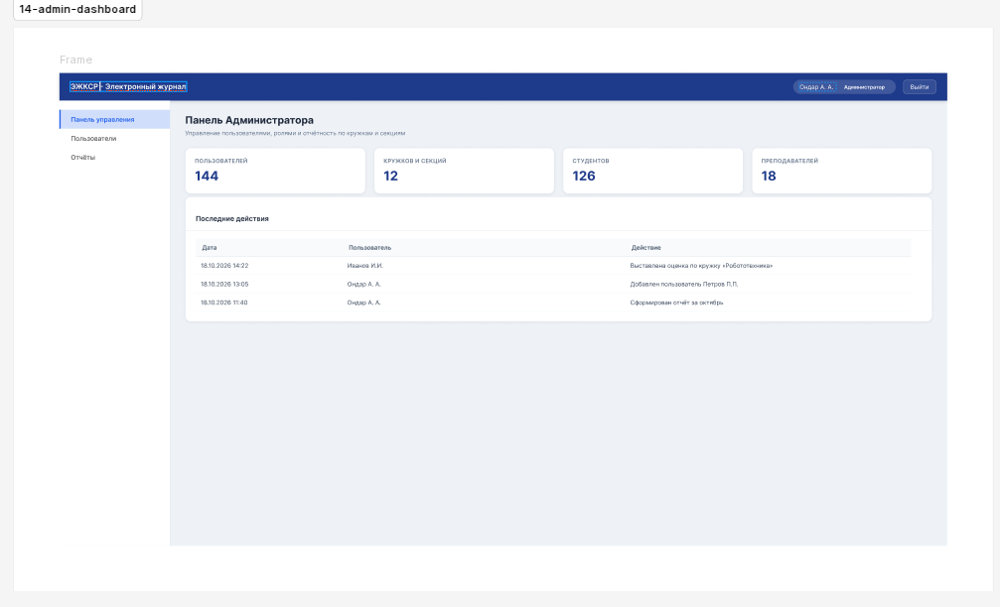 14-admin-dashboard
Frame
ЭЖКСР - Электронный журнал
Ондар А. А. Администратор Выйти
Панель управления
Пользователи
Отчёты
Панель Администратора
Управление пользователями, ролями и отчётность по кружкам и секциям
ПОЛЬЗОВАТЕЛЕЙ
144
КРУЖКОВ И СЕКЦИЙ
12
СТУДЕНТОВ
126
ПРЕПОДАВАТЕЛЕЙ
18
Последние действия
Дата Пользователь Действие
18.10.2026 14:22 Иванов И.И. Выставлена оценка по кружку «Робототехника»
18.10.2026 13:05 Ондар А. А. Добавлен пользователь Петров П.П.
18.10.2026 11:40 Ондар А. А. Сформирован отчёт за октябрь